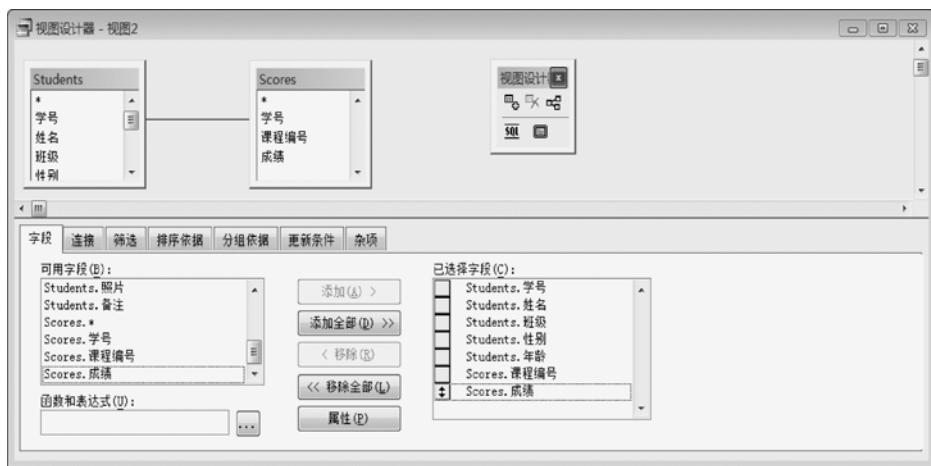 视图设计器 - 视图2
Students
*
学号
姓名
班级
性别
Scores
*
学号
课程编号
成绩
视图设计
SQL
字段 连接 筛选 排序依据 分组依据 更新条件 杂项
可用字段(B):
Students.照片
Students.备注
Scores.*
Scores.学号
Scores.课程编号
Scores.成绩
函数和表达式(U):
...
添加(A) >
添加全部(D) >>
< 移除(R)
<< 移除全部(L)
属性(P)
已选择字段(C):
Students.学号
Students.姓名
Students.班级
Students.性别
Students.年龄
Scores.课程编号
Scores.成绩